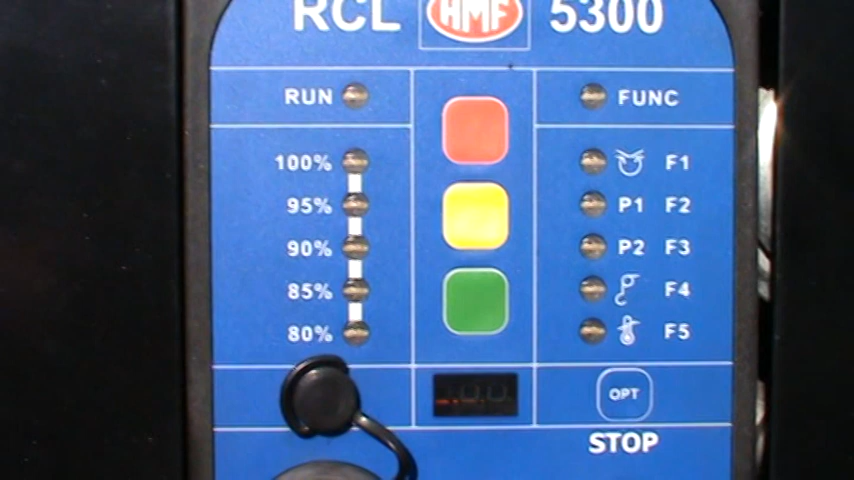 RCL HMF 5300
RUN
FUNC
100%
F1
95%
P1 F2
90%
P2 F3
85%
F4
80%
F5
OPT
STOP